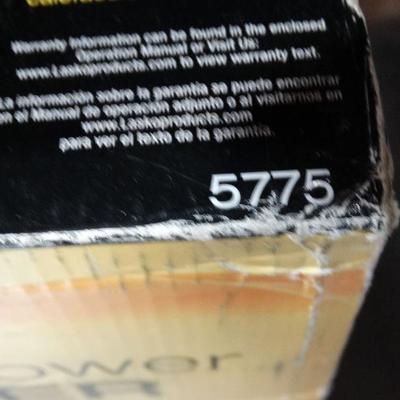 Warranty information can be found in the enclosed
Operation Manual or Visit Us:
www.Laskoproducts.com to view warranty text.
La información sobre la garantía se puede encontrar
en el Manual de operación adjunto o al visitarnos en
www.Laskoproducts.com
para ver el texto de la garantía.
5775
ower